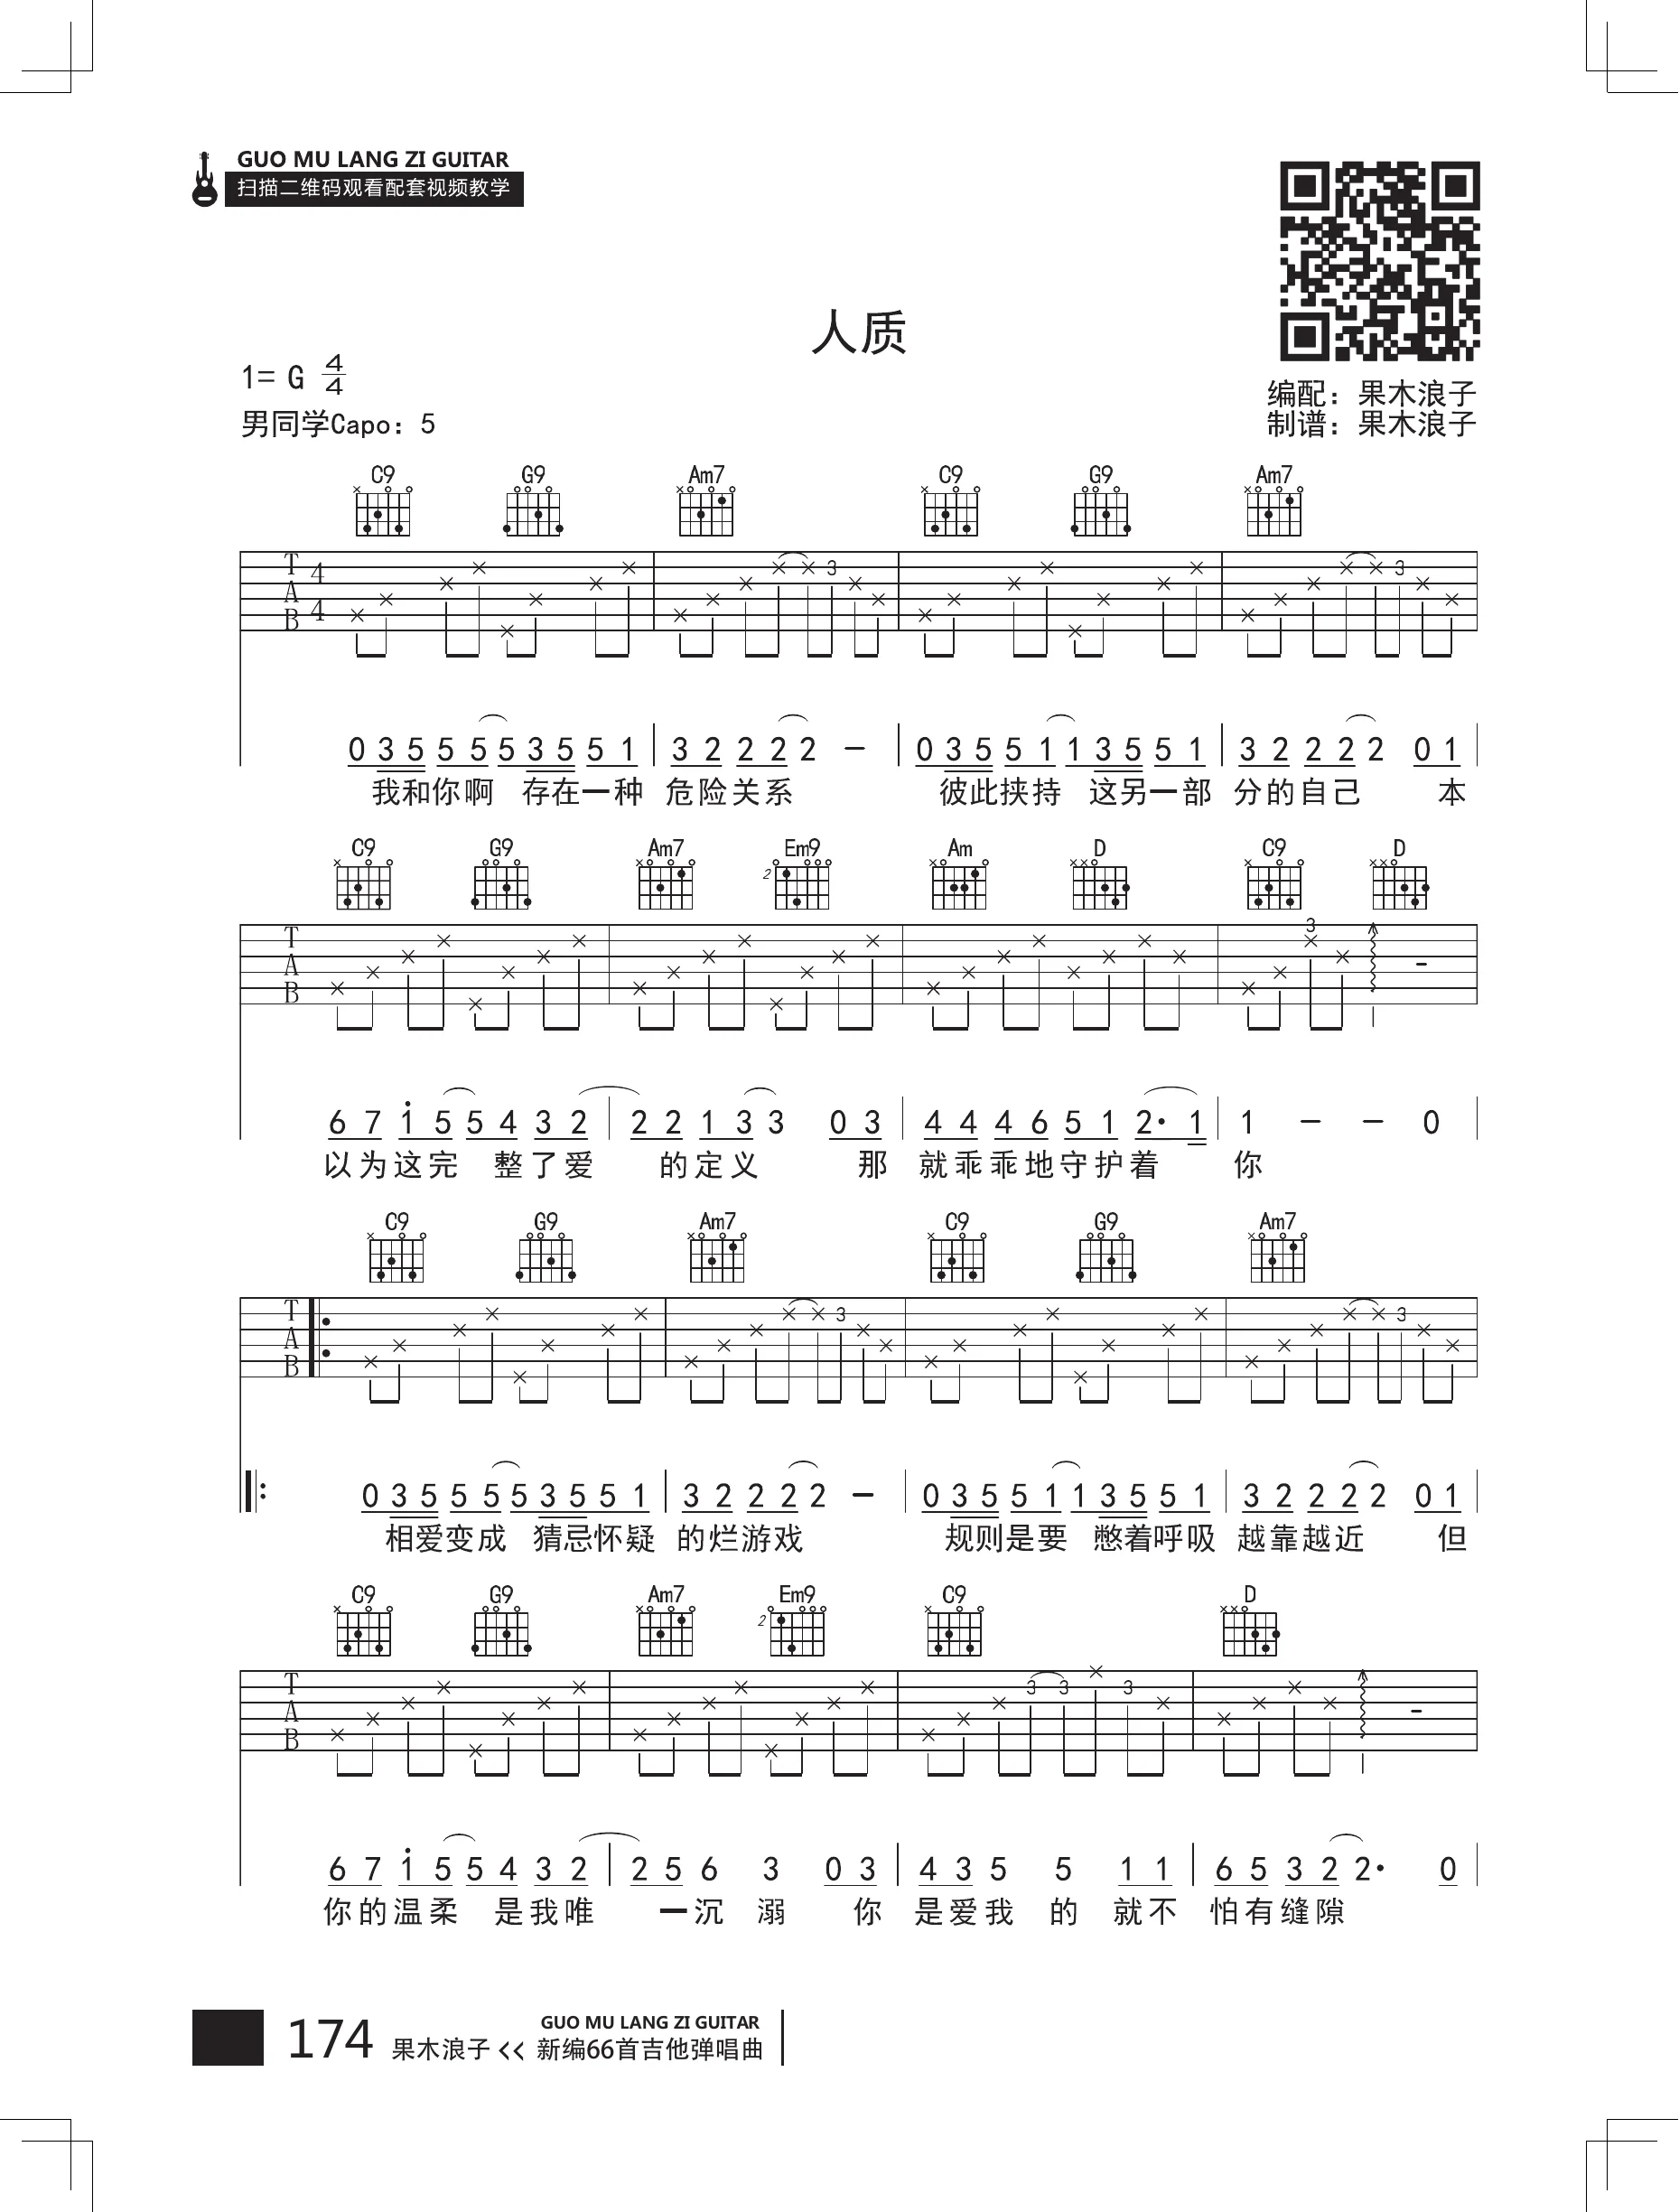 GUO MU LANG ZI GUITAR
扫描二维码观看配套视频教学
人质
1= G 4/4
男同学Capo: 5
编配：果木浪子
制谱：果木浪子
C9 G9 Am7 C9 G9 Am7
T A B 4 4 3 3
0 3 5 5 5 5 3 5 5 1 3 2 2 2 2 – 0 3 5 5 1 1 3 5 5 1 3 2 2 2 2 0 1
我和你啊 存在一种 危险关系 彼此挟持 这另一部 分的自己 本
C9 G9 Am7 Em9 Am D C9 D
2
T A B 3 –
6 7 1̇ 5 5 4 3 2 2 2 1 3 3 0 3 4 4 4 6 5 1 2· 1 1 – – 0
以为这完 整了爱 的定义 那 就乖乖地守护着 你
C9 G9 Am7 C9 G9 Am7
T A B 3 3
0 3 5 5 5 5 3 5 5 1 3 2 2 2 2 – 0 3 5 5 1 1 3 5 5 1 3 2 2 2 2 0 1
相爱变成 猜忌怀疑 的烂游戏 规则是要 憋着呼吸 越靠越近 但
C9 G9 Am7 Em9 C9 D
2
T A B 3 3 3 –
6 7 1̇ 5 5 4 3 2 2 5 6 3 0 3 4 3 5 5 1 1 6 5 3 2 2· 0
你的温柔 是我唯 一沉 溺 你 是爱我 的 就不 怕有缝隙
174 果木浪子 << GUO MU LANG ZI GUITAR
新编66首吉他弹唱曲